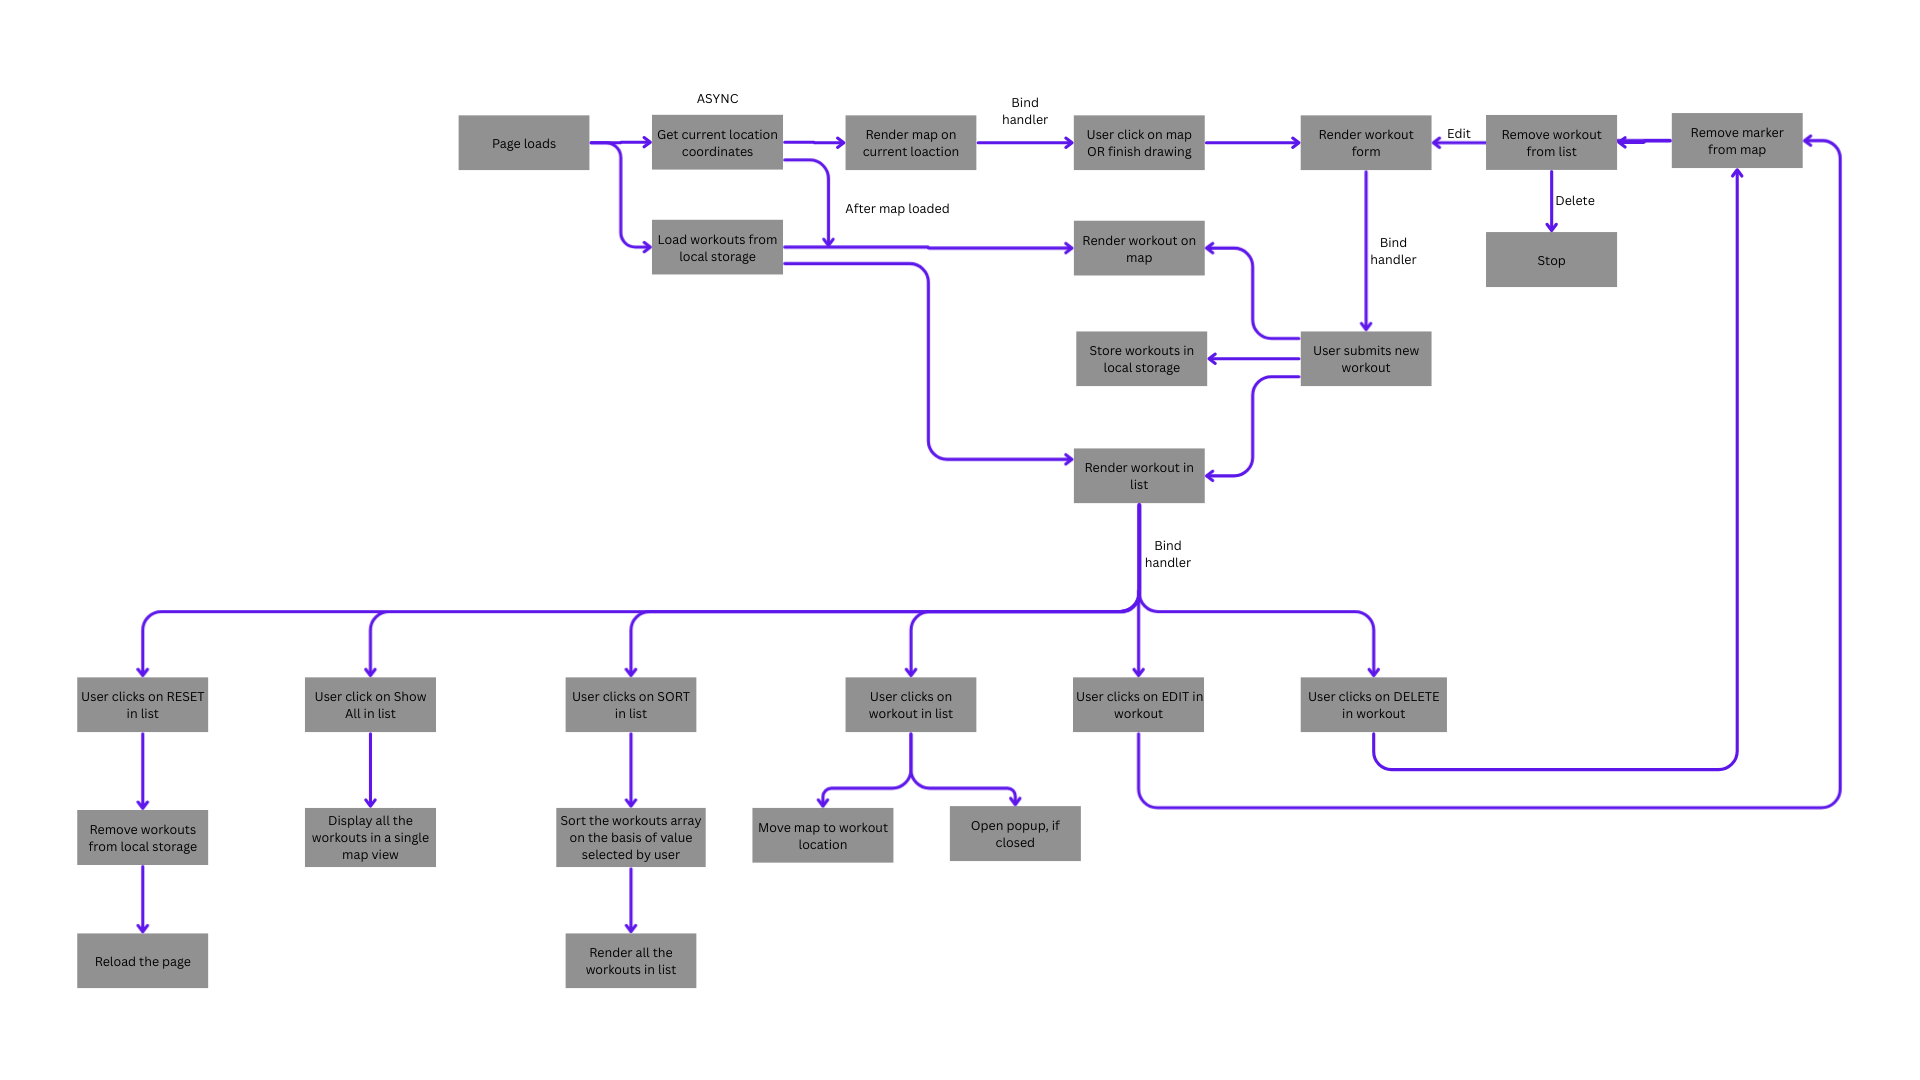 ASYNC
Bind
handler
Page loads
Get current location
coordinates
Render map on
current loaction
User click on map
OR finish drawing
Render workout
form
Edit
Remove workout
from list
Remove marker
from map
After map loaded
Delete
Load workouts from
local storage
Render workout on
map
Bind
handler
Stop
Store workouts in
local storage
User submits new
workout
Render workout in
list
Bind
handler
User clicks on RESET
in list
User click on Show
All in list
User clicks on SORT
in list
User clicks on
workout in list
User clicks on EDIT in
workout
User clicks on DELETE
in workout
Remove workouts
from local storage
Display all the
workouts in a single
map view
Sort the workouts array
on the basis of value
selected by user
Move map to workout
location
Open popup, if
closed
Reload the page
Render all the
workouts in list